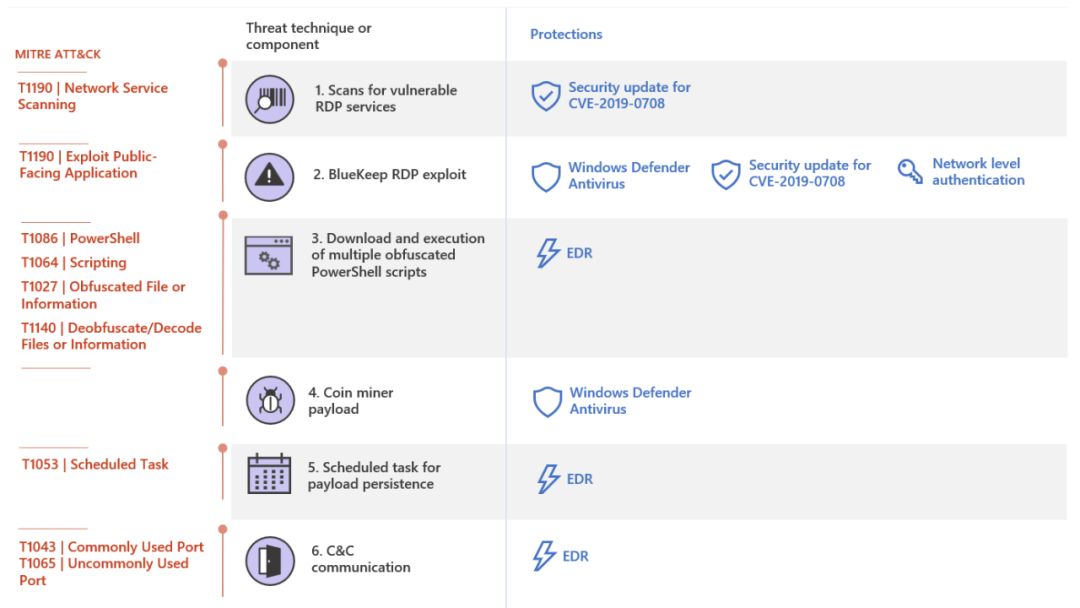 Threat technique or
component
Protections
MITRE ATT&CK
T1190 | Network Service
Scanning
1. Scans for vulnerable
RDP services
Security update for
CVE-2019-0708
T1190 | Exploit Public-
Facing Application
2. BlueKeep RDP exploit
Windows Defender
Antivirus
Security update for
CVE-2019-0708
Network level
authentication
T1086 | PowerShell
T1064 | Scripting
T1027 | Obfuscated File or
Information
T1140 | Deobfuscate/Decode
Files or Information
3. Download and execution
of multiple obfuscated
PowerShell scripts
EDR
4. Coin miner
payload
Windows Defender
Antivirus
T1053 | Scheduled Task
5. Scheduled task for
payload persistence
EDR
T1043 | Commonly Used Port
T1065 | Uncommonly Used
Port
6. C&C
communication
EDR